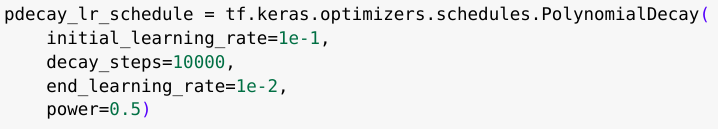 pdecay_lr_schedule = tf.keras.optimizers.schedules.PolynomialDecay(
    initial_learning_rate=1e-1,
    decay_steps=10000,
    end_learning_rate=1e-2,
    power=0.5)